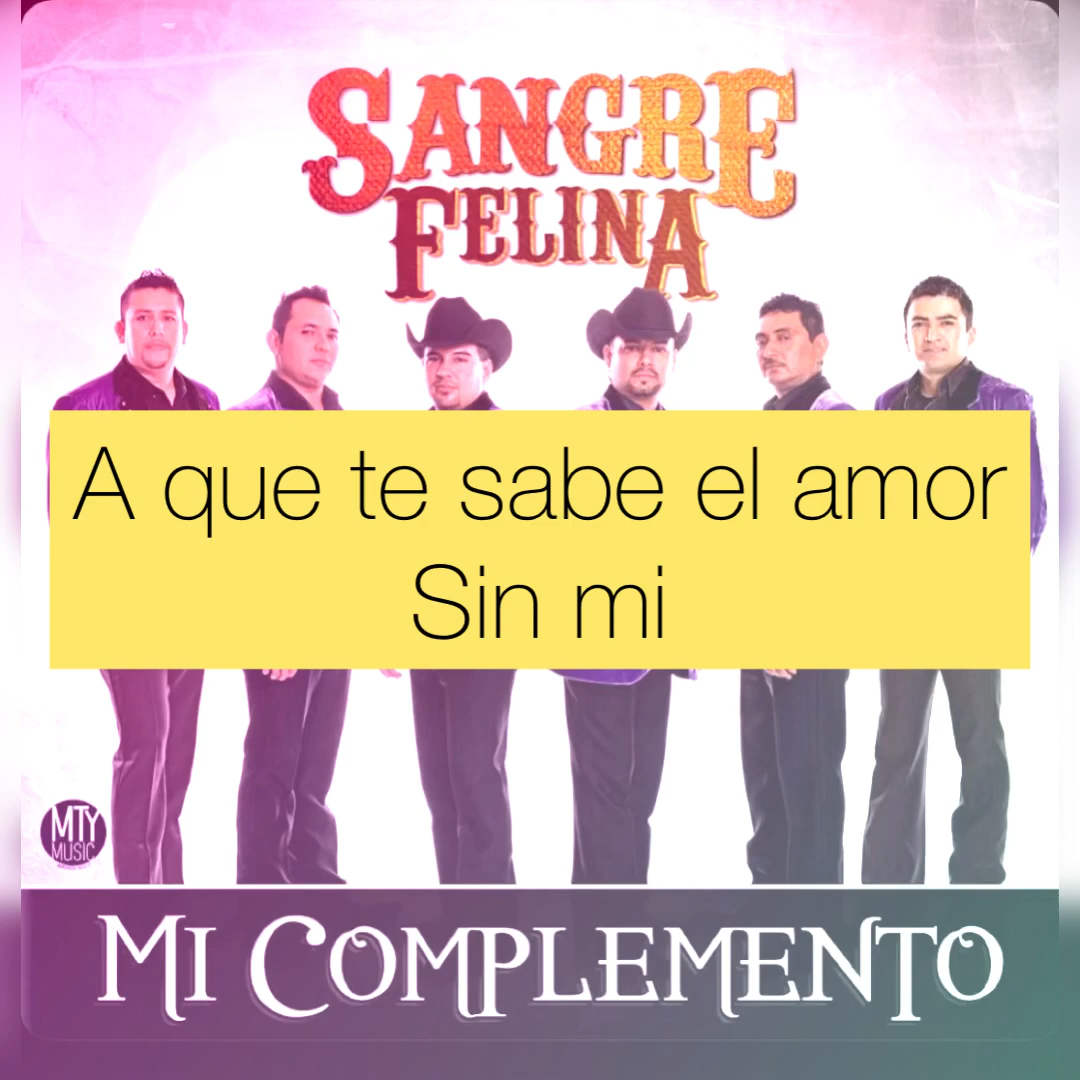 SANGRE
FELINA
A que te sabe el amor
Sin mi
MTY
MUSIC
MI COMPLEMENTO